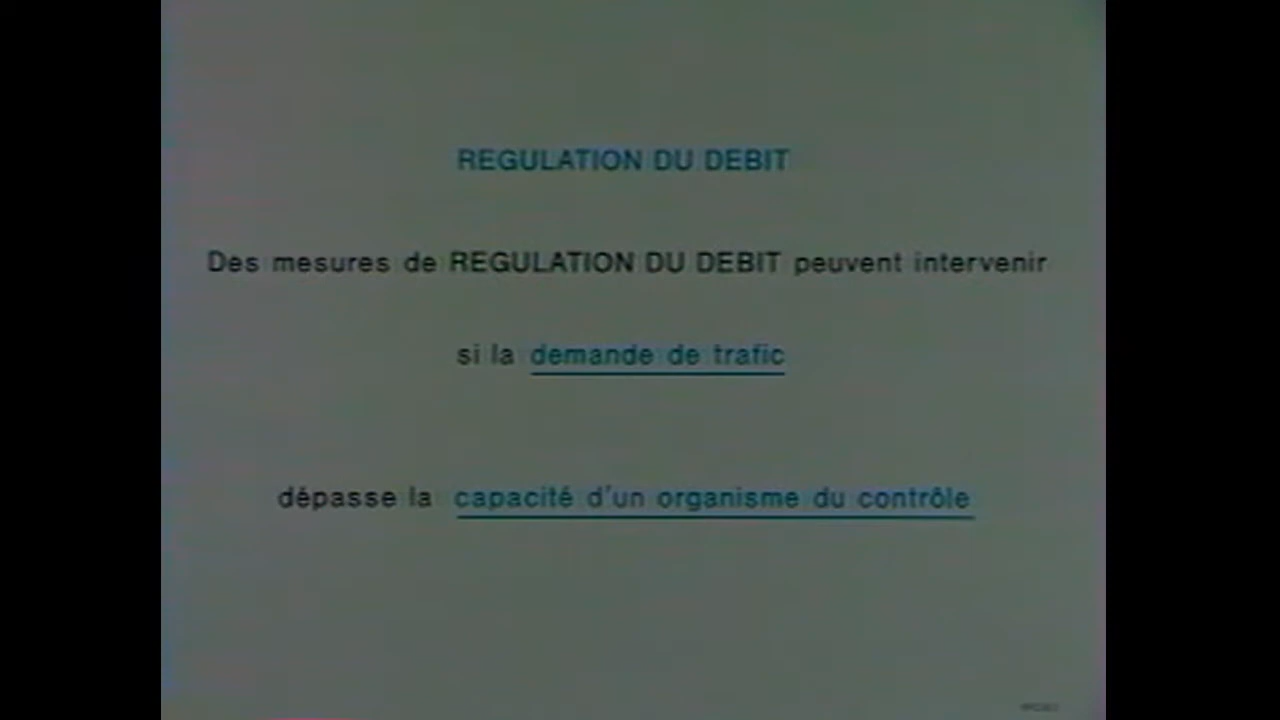 REGULATION DU DEBIT
Des mesures de REGULATION DU DEBIT peuvent intervenir
si la demande de trafic
dépasse la capacité d'un organisme du contrôle